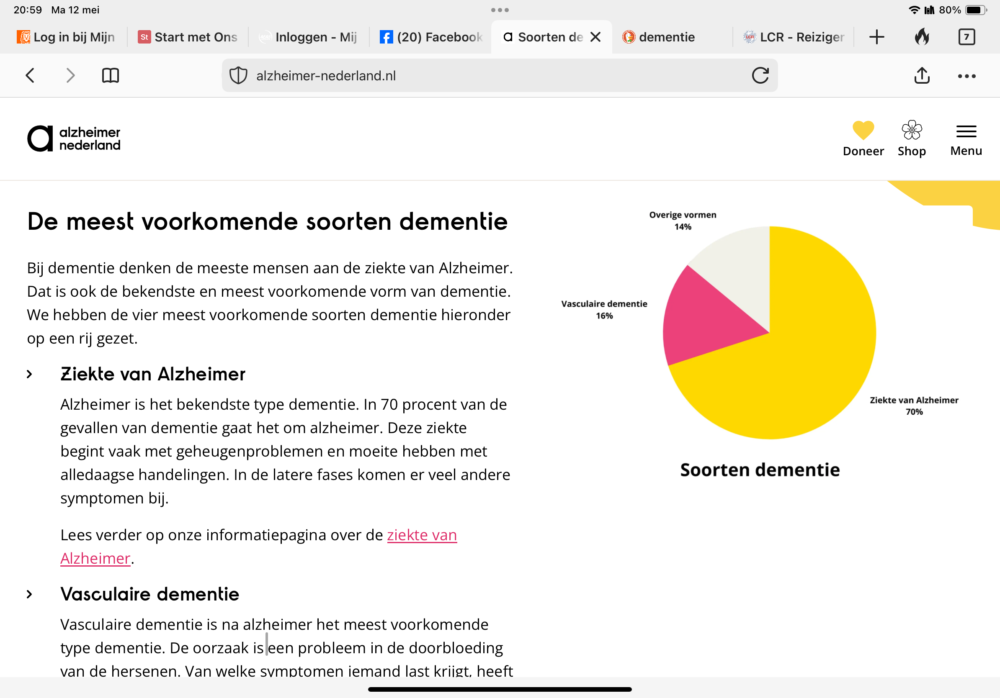 20:59 Ma 12 mei
80%
Log in bij Mijn
St Start met Ons
AFAS Inloggen - Mij
(20) Facebook
Soorten de
dementie
LCR LCR - Reiziger
7
alzheimer-nederland.nl
alzheimer
nederland
Doneer
Shop
Menu
De meest voorkomende soorten dementie
Bij dementie denken de meeste mensen aan de ziekte van Alzheimer.
Dat is ook de bekendste en meest voorkomende vorm van dementie.
We hebben de vier meest voorkomende soorten dementie hieronder
op een rij gezet.
Ziekte van Alzheimer
Alzheimer is het bekendste type dementie. In 70 procent van de
gevallen van dementie gaat het om alzheimer. Deze ziekte
begint vaak met geheugenproblemen en moeite hebben met
alledaagse handelingen. In de latere fases komen er veel andere
symptomen bij.
Lees verder op onze informatiepagina over de ziekte van
Alzheimer.
Vasculaire dementie
Vasculaire dementie is na alzheimer het meest voorkomende
type dementie. De oorzaak is een probleem in de doorbloeding
van de hersenen. Van welke symptomen iemand last krijgt, heeft
Overige vormen
14%
Vasculaire dementie
16%
Ziekte van Alzheimer
70%
Soorten dementie